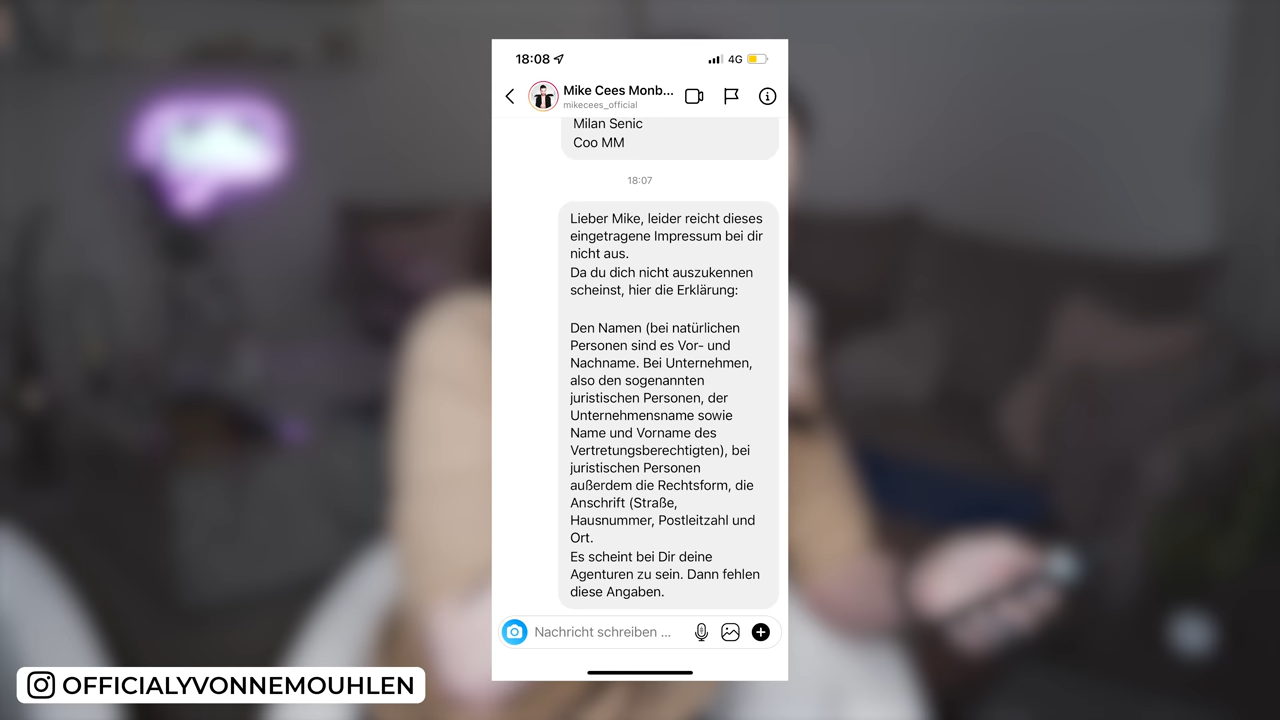 18:08
4G
Mike Cees Monb...
mikecees_official
Milan Senic
Coo MM
18:07
Lieber Mike, leider reicht dieses
eingetragene Impressum bei dir
nicht aus.
Da du dich nicht auszukennen
scheinst, hier die Erklärung:
Den Namen (bei natürlichen
Personen sind es Vor- und
Nachname. Bei Unternehmen,
also den sogenannten
juristischen Personen, der
Unternehmensname sowie
Name und Vorname des
Vertretungsberechtigten), bei
juristischen Personen
außerdem die Rechtsform, die
Anschrift (Straße,
Hausnummer, Postleitzahl und
Ort.
Es scheint bei Dir deine
Agenturen zu sein. Dann fehlen
diese Angaben.
Nachricht schreiben ...
OFFICIALYVONNEMOUHLEN